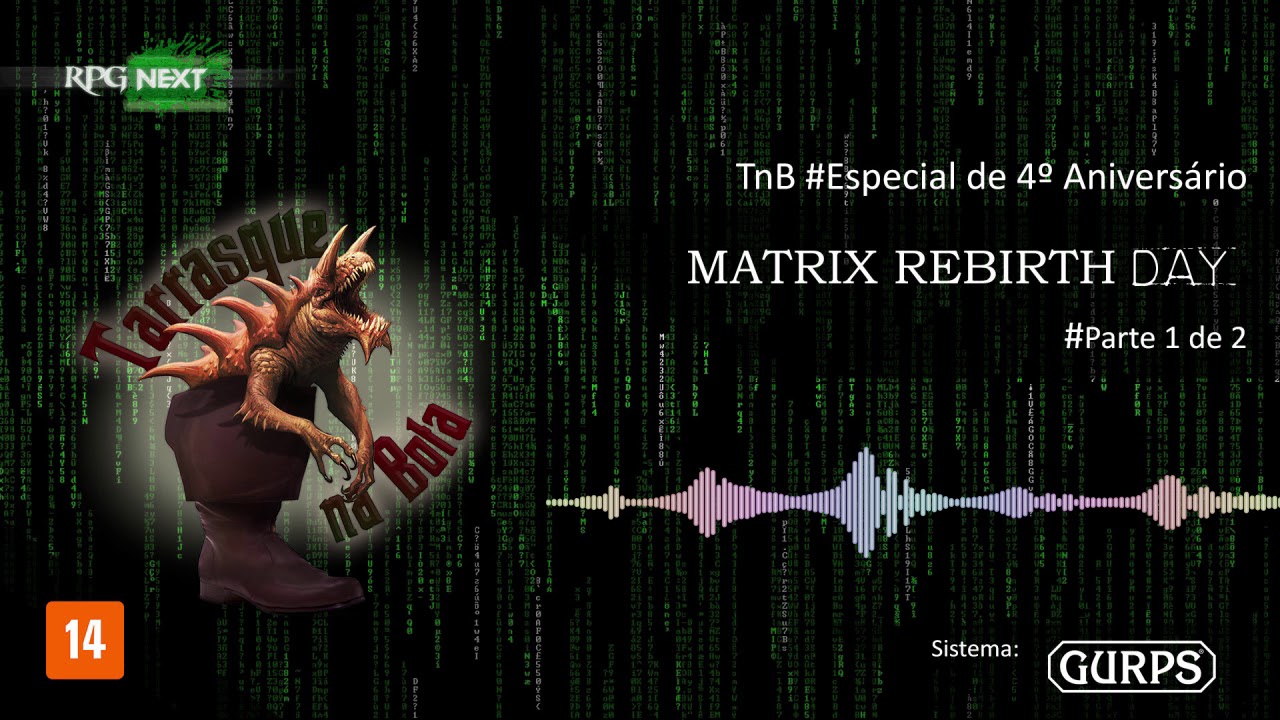 RPG NEXT
TnB #Especial de 4º Aniversário
Tarrasque
MATRIX REBIRTH DAY
#Parte 1 de 2
na Bota
14
Sistema:
GURPS®